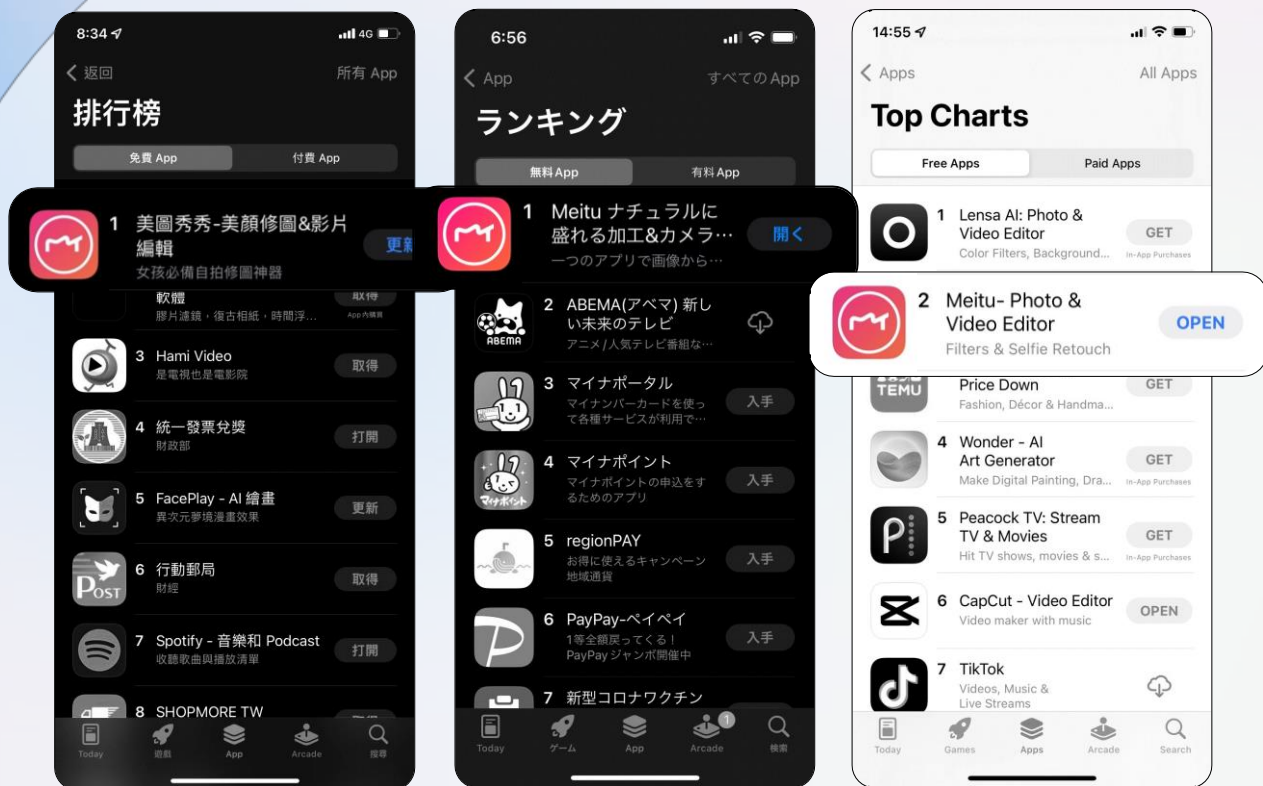 8:34
4G
返回
所有 App
排行榜
免費 App
付費 App
1 美圖秀秀-美顏修圖&影片
編輯
女孩必備自拍修圖神器
更新
軟體
取得
膠片濾鏡，復古相紙，時間浮...
App內購買
3 Hami Video
是電視也是電影院
取得
4 統一發票兌獎
財政部
打開
5 FacePlay - AI 繪畫
異次元夢境漫畫效果
更新
POST
6 行動郵局
財經
取得
7 Spotify - 音樂和 Podcast
收聽歌曲與播放清單
打開
8 SHOPMORE TW
Today
遊戲
App
Arcade
搜尋
6:56
App
すべての App
ランキング
無料App
有料App
1 Meitu ナチュラルに
盛れる加工&カメラ…
一つのアプリで画像から…
開く
ABEMA
2 ABEMA(アベマ) 新し
い未来のテレビ
アニメ/人気テレビ番組な…
3 マイナポータル
マイナンバーカードを使っ
て各種サービスが利用で…
入手
マイナポイント
4 マイナポイント
マイナポイントの申込をす
るためのアプリ
入手
5 regionPAY
お得に使えるキャンペーン
地域通貨
入手
6 PayPay-ペイペイ
1等全額戻ってくる！
PayPayジャンボ開催中
入手
7 新型コロナワクチン
Today
ゲーム
App
Arcade
1
検索
14:55
Apps
All Apps
Top Charts
Free Apps
Paid Apps
1 Lensa AI: Photo &
Video Editor
Color Filters, Background...
GET
In-App Purchases
2 Meitu- Photo &
Video Editor
Filters & Selfie Retouch
OPEN
TEMU
Price Down
Fashion, Décor & Handma...
GET
4 Wonder - AI
Art Generator
Make Digital Painting, Dra...
GET
In-App Purchases
5 Peacock TV: Stream
TV & Movies
Hit TV shows, movies & s...
GET
In-App Purchases
6 CapCut - Video Editor
Video maker with music
OPEN
7 TikTok
Videos, Music &
Live Streams
Today
Games
Apps
Arcade
Search